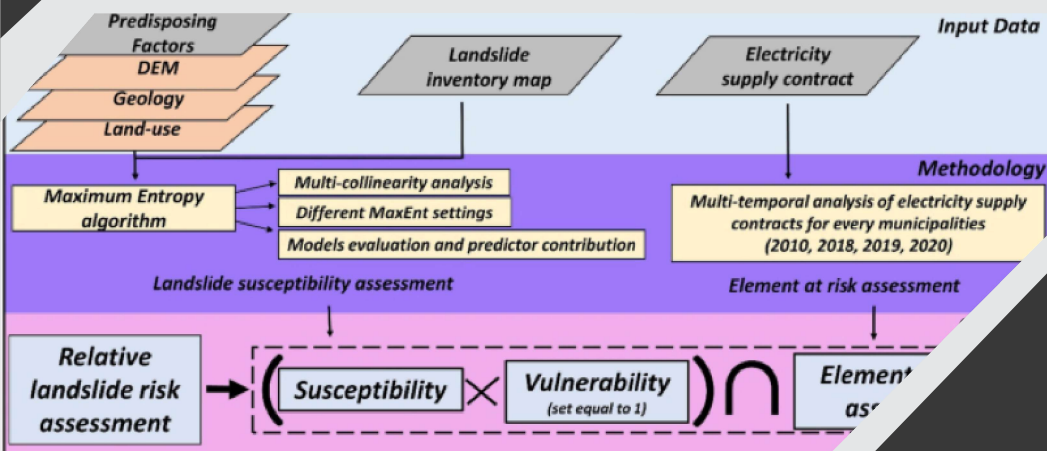 Input Data
Predisposing
Factors
DEM
Geology
Land-use
Landslide
inventory map
Electricity
supply contract
Methodology
Maximum Entropy
algorithm
Multi-collinearity analysis
Different MaxEnt settings
Models evaluation and predictor contribution
Multi-temporal analysis of electricity supply
contracts for every municipalities
(2010, 2018, 2019, 2020)
Landslide susceptibility assessment
Element at risk assessment
Relative
landslide risk
assessment
( Susceptibility × Vulnerability ) ∩
(set equal to 1)
Element